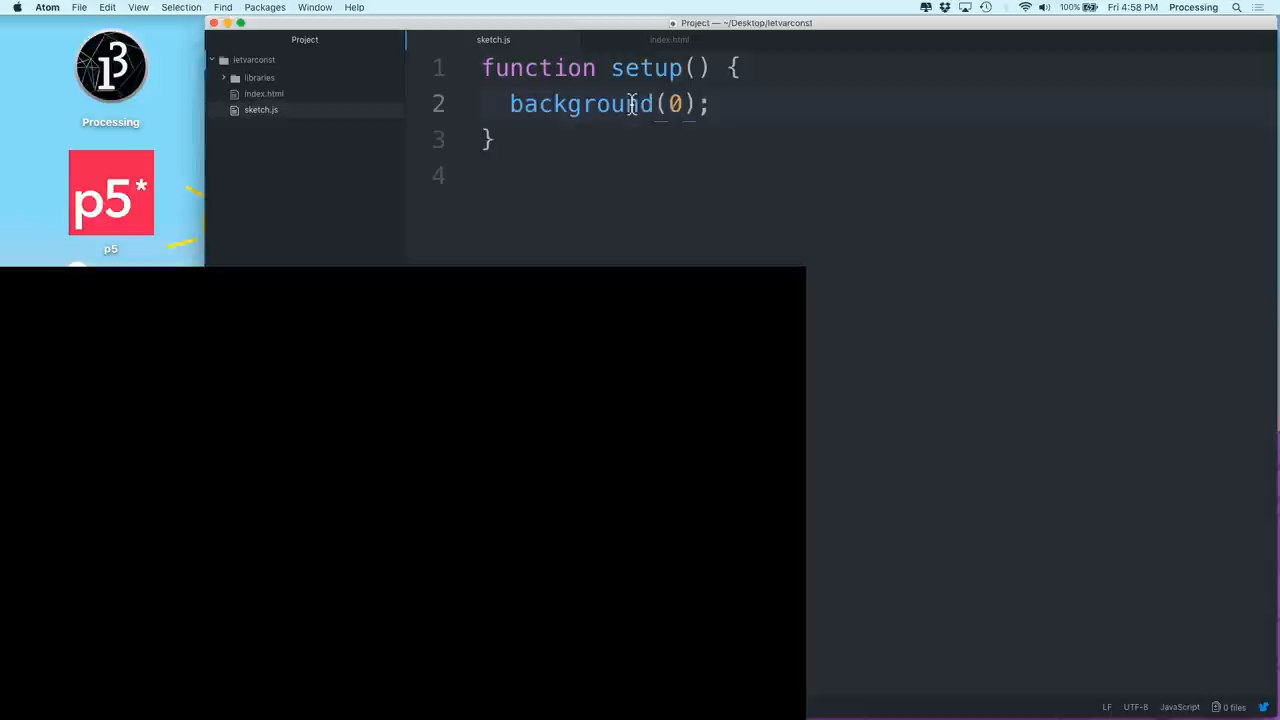 Atom File Edit View Selection Find Packages Window Help 100% Fri 4:58 PM Processing
Project — ~/Desktop/letvarconst
Project
sketch.js
index.html
letvarconst
libraries
index.html
sketch.js
1 function setup() {
2 background(0);
3 }
4
13
Processing
p5*
p5
LF UTF-8 JavaScript 0 files